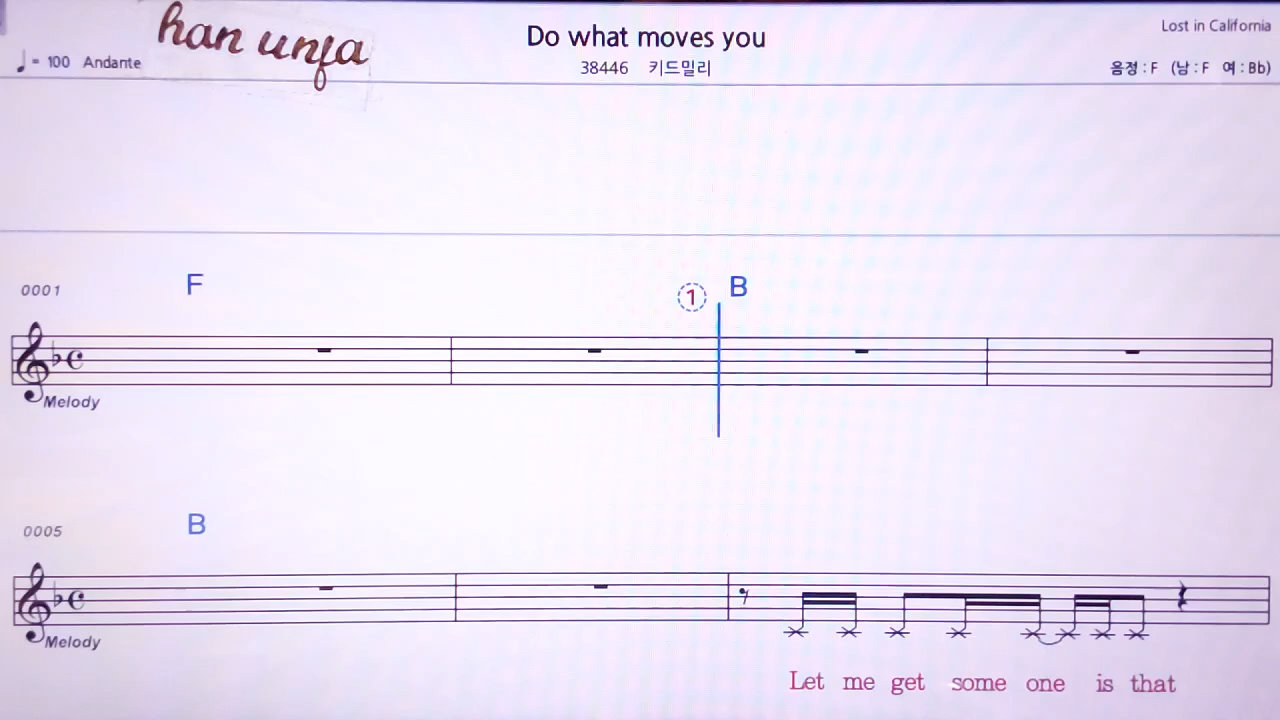 han unfa
Do what moves you
Lost in California
= 100 Andante
38446 키드밀리
음정 : F (남 : F 여 : Bb)
0001
F
1
B
Melody
0005
B
Melody
Let me get some one is that